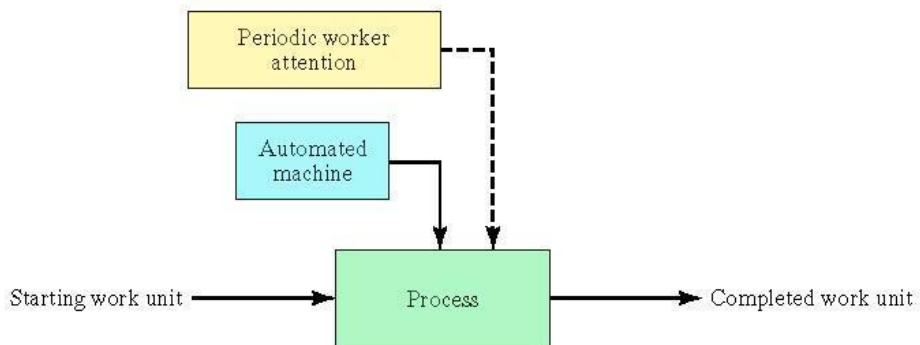 Periodic worker
attention
Automated
machine
Starting work unit
Process
Completed work unit